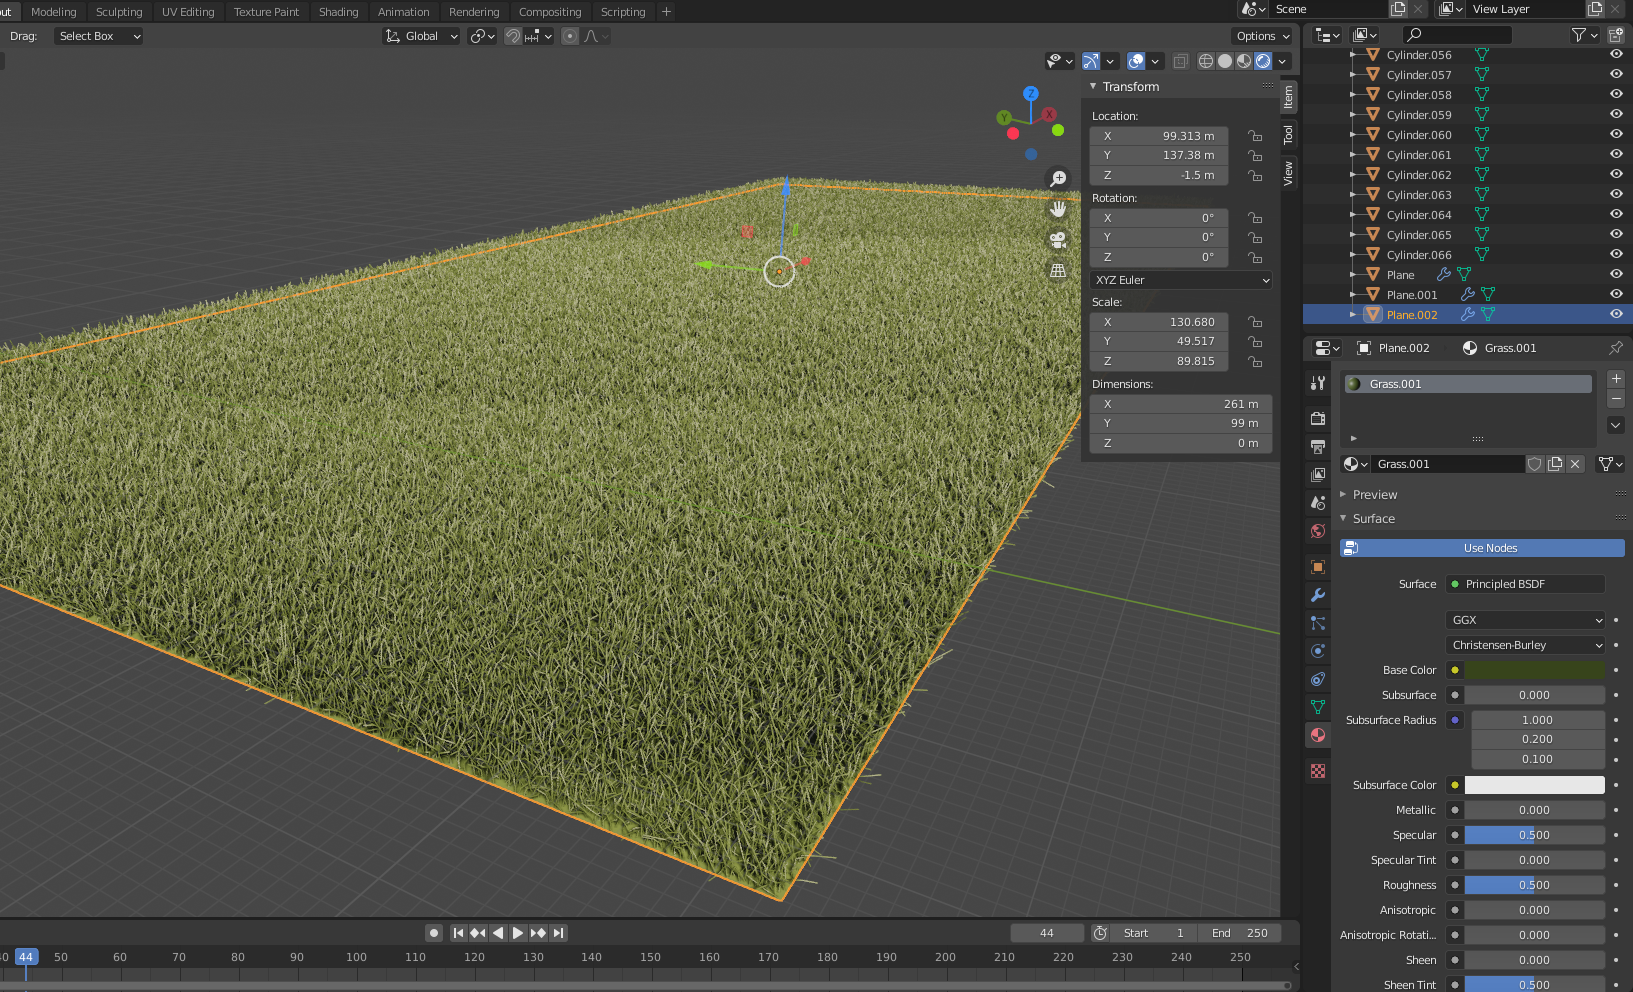 out Modeling Sculpting UV Editing Texture Paint Shading Animation Rendering Compositing Scripting +
Scene
View Layer
Drag: Select Box
Global
Options
Z
Y
X
Transform
Item
Tool
View
Location:
X 99.313 m
Y 137.38 m
Z -1.5 m
Rotation:
X 0°
Y 0°
Z 0°
XYZ Euler
Scale:
X 130.680
Y 49.517
Z 89.815
Dimensions:
X 261 m
Y 99 m
Z 0 m
Cylinder.056
Cylinder.057
Cylinder.058
Cylinder.059
Cylinder.060
Cylinder.061
Cylinder.062
Cylinder.063
Cylinder.064
Cylinder.065
Cylinder.066
Plane
Plane.001
Plane.002
Plane.002 Grass.001
Grass.001
Grass.001
Preview
Surface
Use Nodes
Surface Principled BSDF
GGX
Christensen-Burley
Base Color
Subsurface 0.000
Subsurface Radius 1.000
0.200
0.100
Subsurface Color
Metallic 0.000
Specular 0.500
Specular Tint 0.000
Roughness 0.500
Anisotropic 0.000
Anisotropic Rotati... 0.000
Sheen 0.000
Sheen Tint 0.500
44 Start 1 End 250
40 44 50 60 70 80 90 100 110 120 130 140 150 160 170 180 190 200 210 220 230 240 250